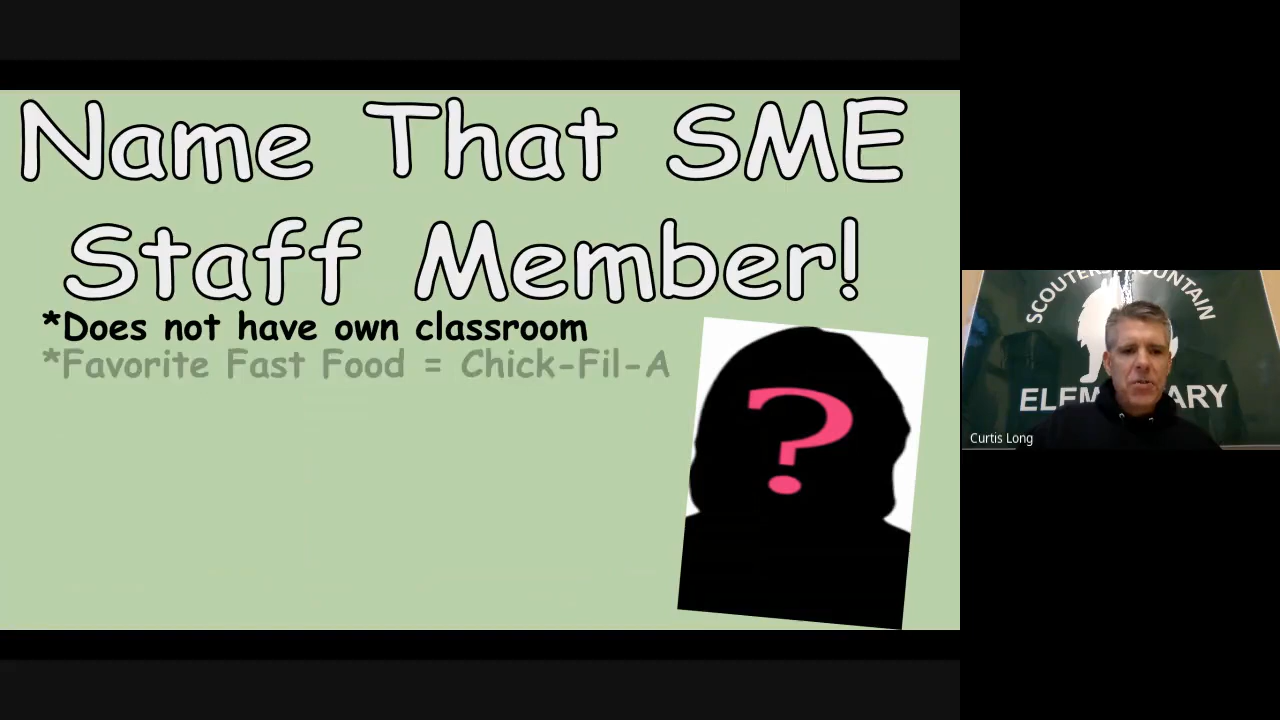 Name That SME
Staff Member!
*Does not have own classroom
*Favorite Fast Food = Chick-Fil-A
?
ELEM ARY
Curtis Long